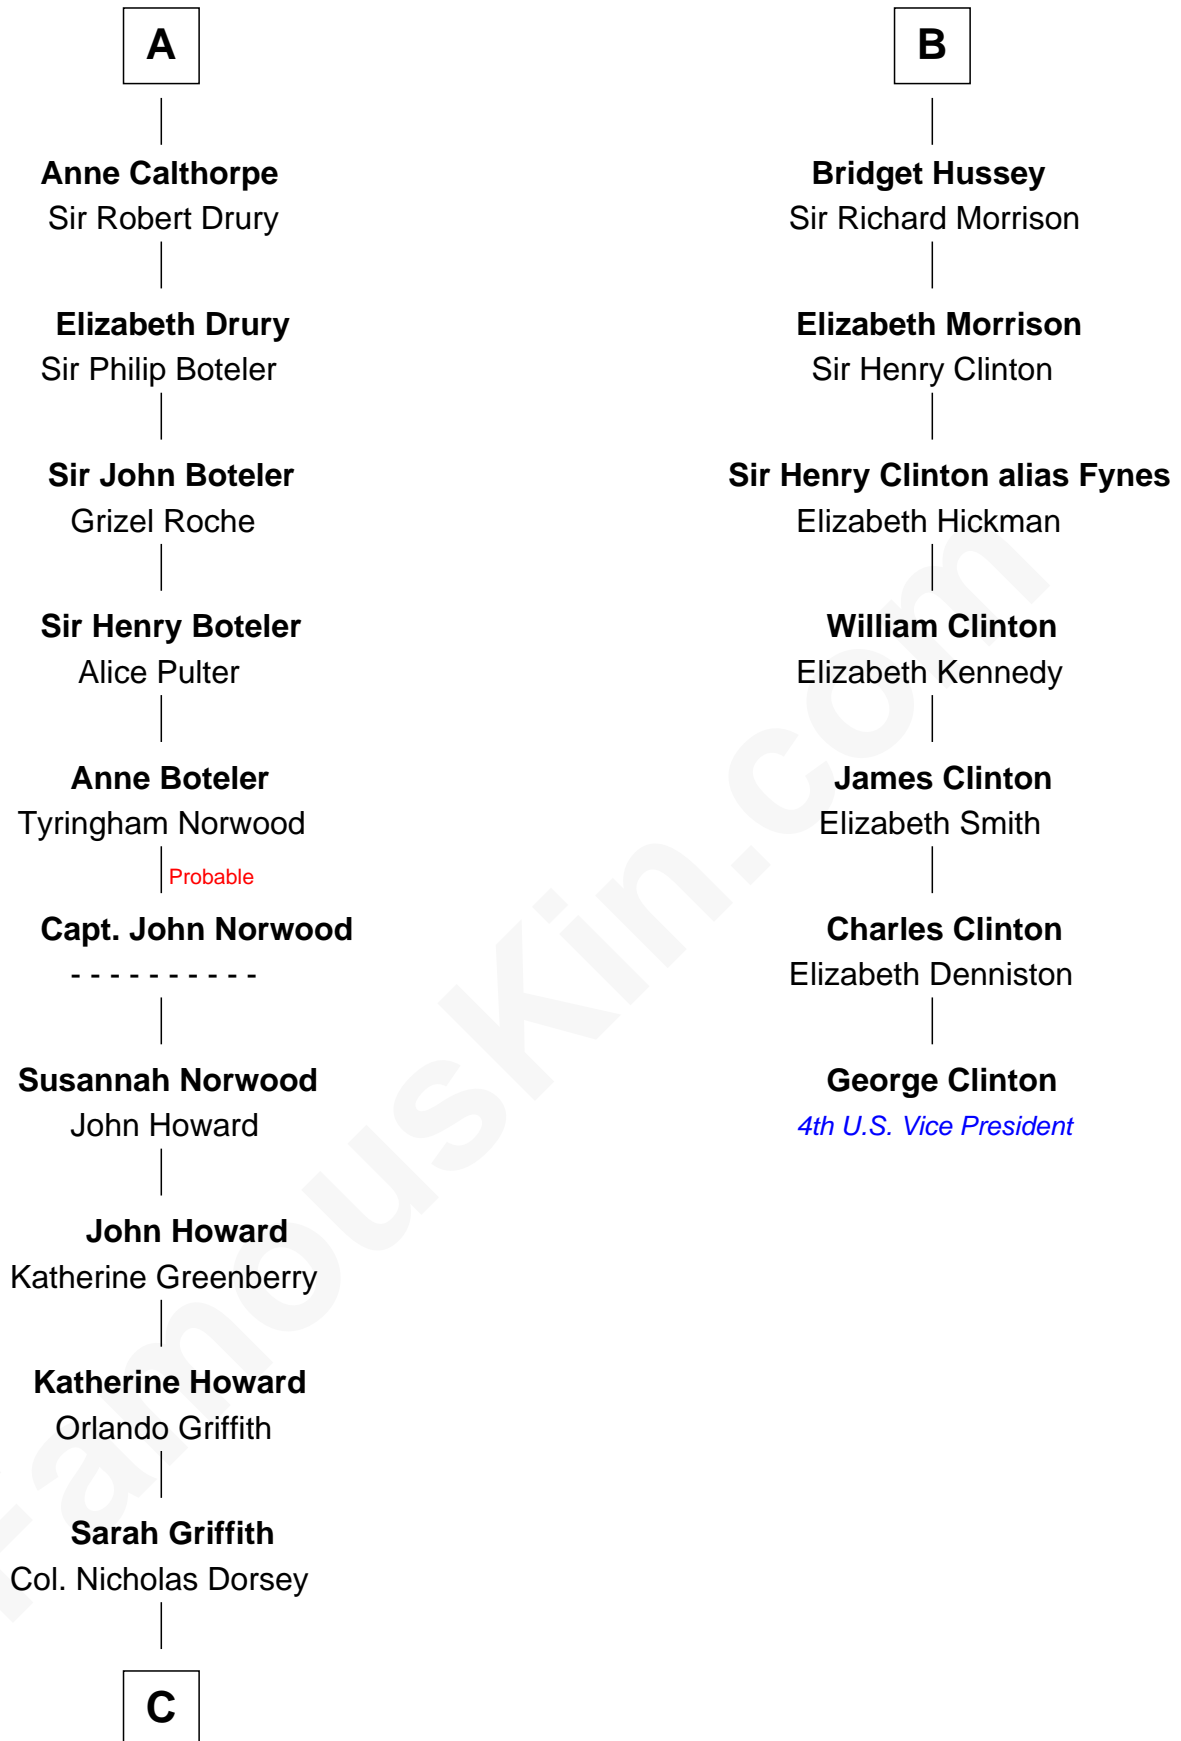 A
Anne Calthorpe
Sir Robert Drury
Elizabeth Drury
Sir Philip Boteler
Sir John Boteler
Grizel Roche
Sir Henry Boteler
Alice Pulter
Anne Boteler
Tyringham Norwood
Probable
Capt. John Norwood
- - - - - - - - - -
Susannah Norwood
John Howard
John Howard
Katherine Greenberry
Katherine Howard
Orlando Griffith
Sarah Griffith
Col. Nicholas Dorsey
C
B
Bridget Hussey
Sir Richard Morrison
Elizabeth Morrison
Sir Henry Clinton
Sir Henry Clinton alias Fynes
Elizabeth Hickman
William Clinton
Elizabeth Kennedy
James Clinton
Elizabeth Smith
Charles Clinton
Elizabeth Denniston
George Clinton
4th U.S. Vice President
FamousKin.com